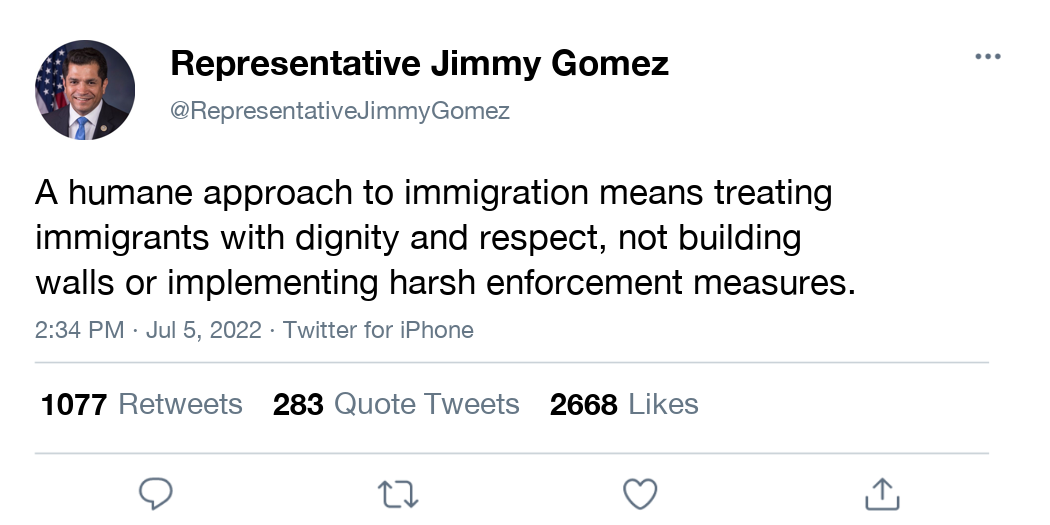 Representative Jimmy Gomez
@RepresentativeJimmyGomez
A humane approach to immigration means treating
immigrants with dignity and respect, not building
walls or implementing harsh enforcement measures.
2:34 PM · Jul 5, 2022 · Twitter for iPhone
1077 Retweets 283 Quote Tweets 2668 Likes